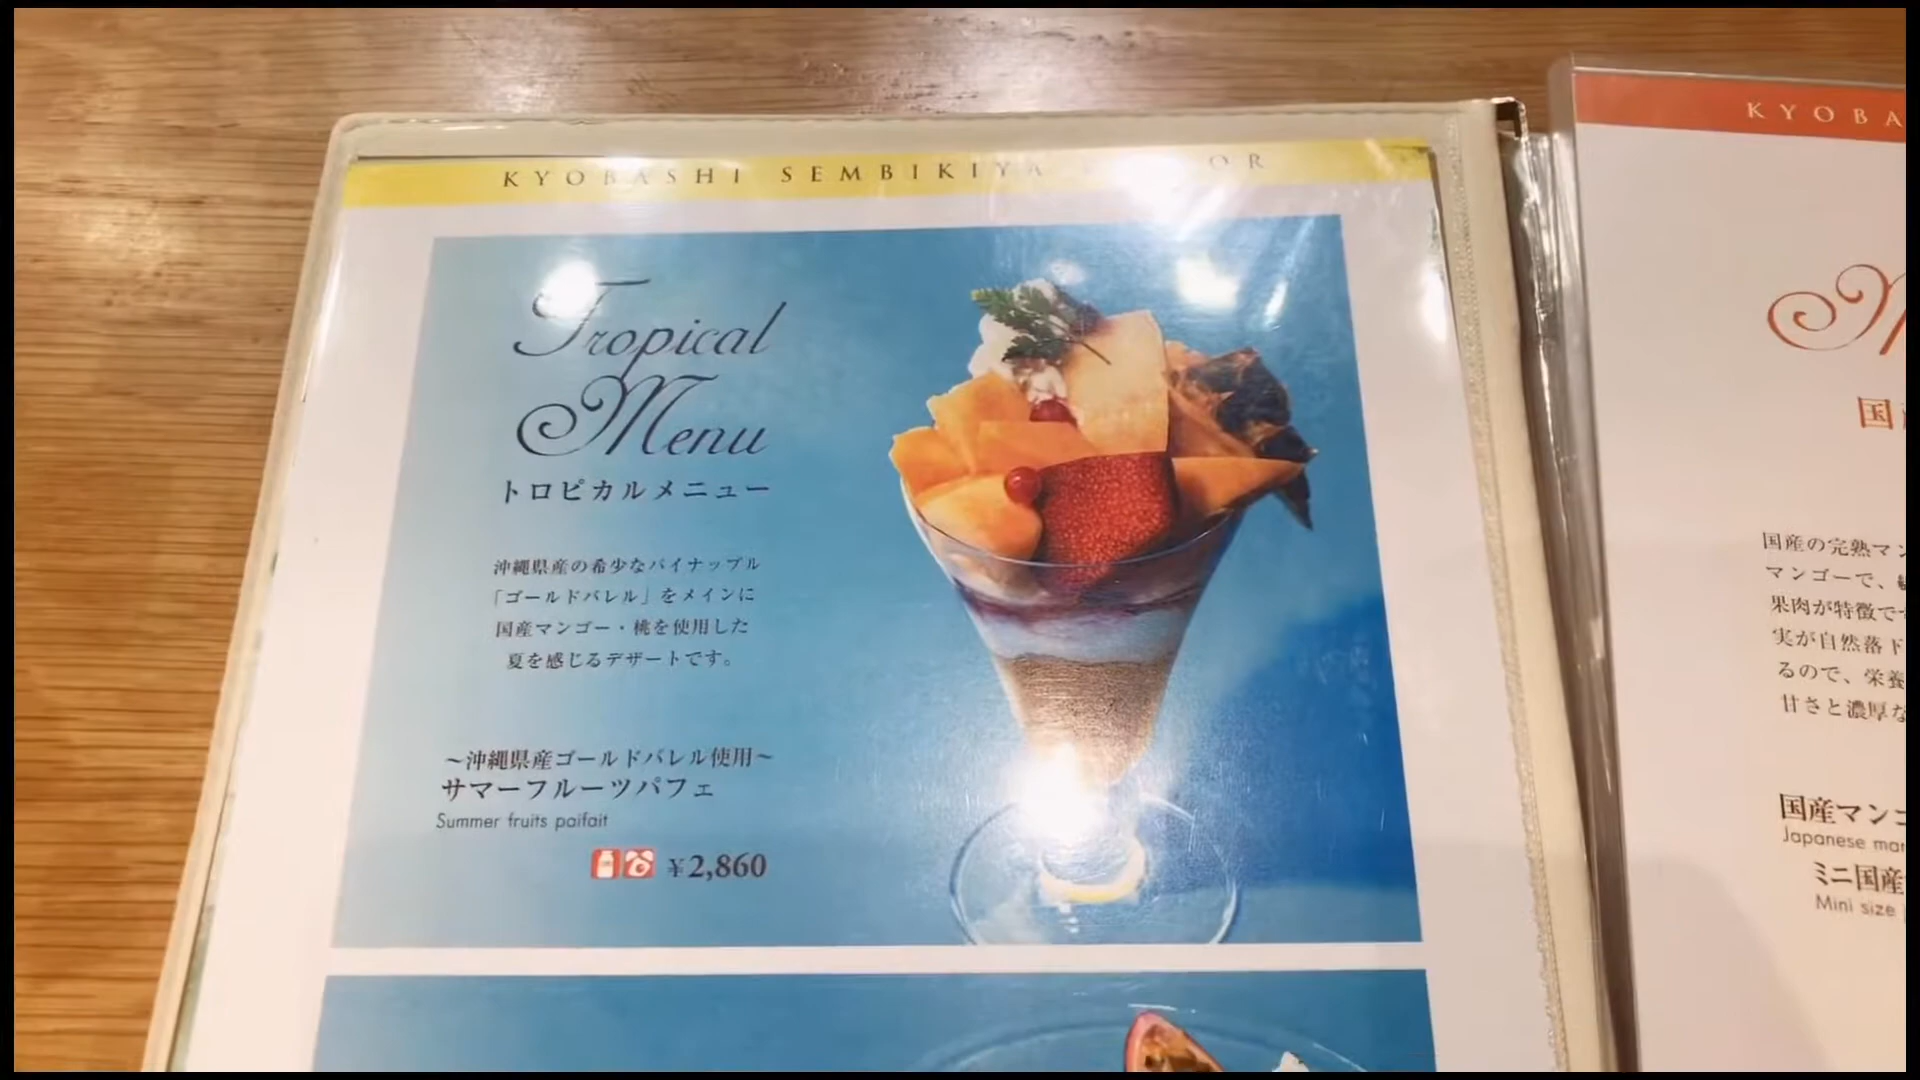 KYOBASHI SEMBIKIYA
Tropical
Menu
トロピカルメニュー
沖縄県産の希少なパイナップル
「ゴールドバレル」をメインに
国産マンゴー・桃を使用した
夏を感じるデザートです。
～沖縄県産ゴールドバレル使用～
サマーフルーツパフェ
Summer fruits paifait
¥2,860
KYOBA
国
国産の完熟マン
マンゴーで、
果肉が特徴で
実が自然落下
るので、栄養
甘さと濃厚な
国産マンゴ
Japanese man
ミニ国産
Mini size